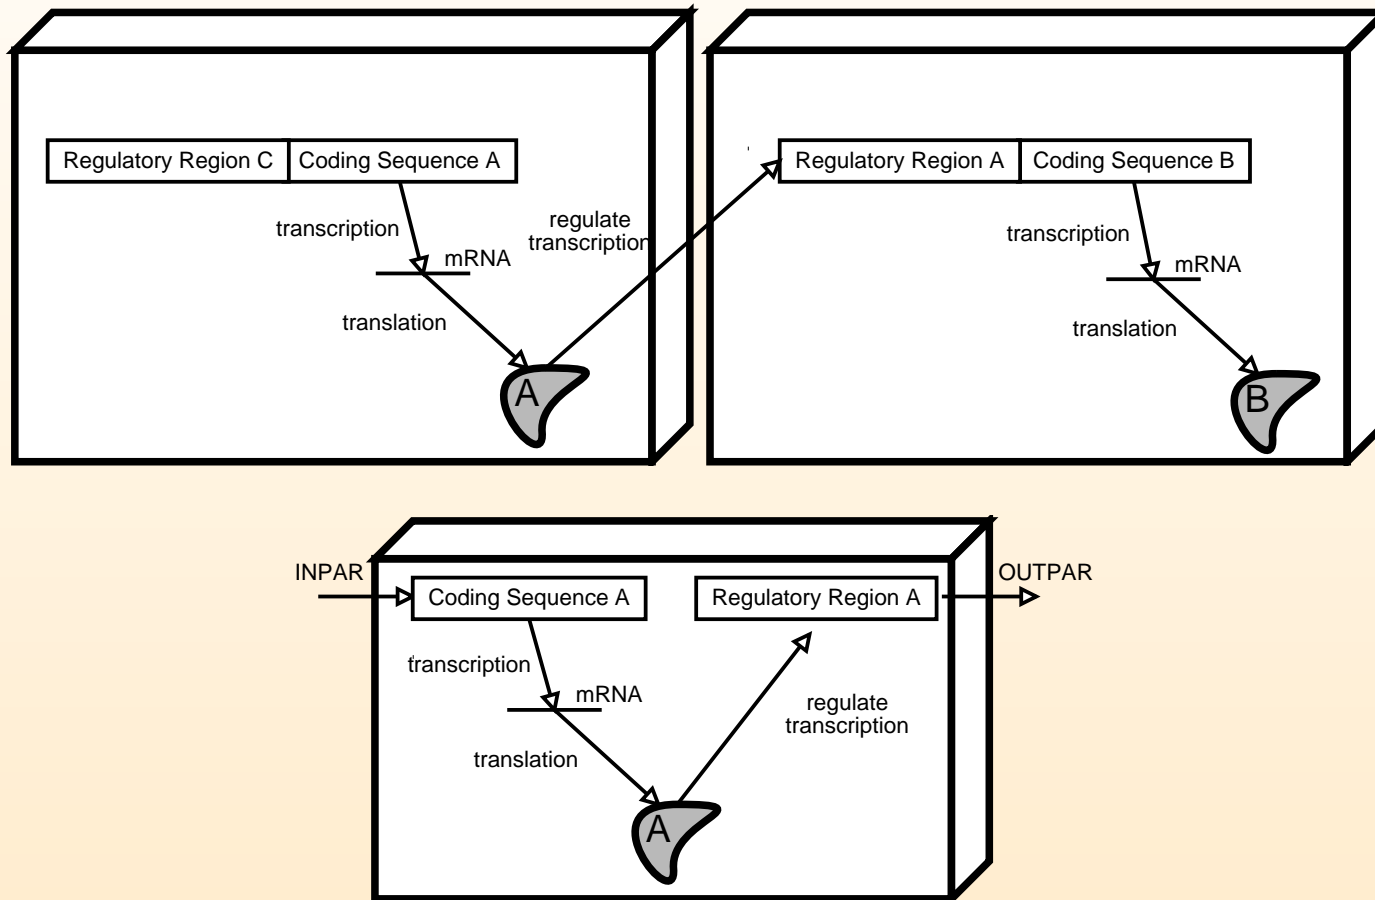 Regulatory Region C
Coding Sequence A
transcription
mRNA
translation
A
regulate
transcription
Regulatory Region A
Coding Sequence B
transcription
mRNA
translation
B
INPAR
Coding Sequence A
Regulatory Region A
OUTPAR
transcription
mRNA
translation
A
regulate
transcription